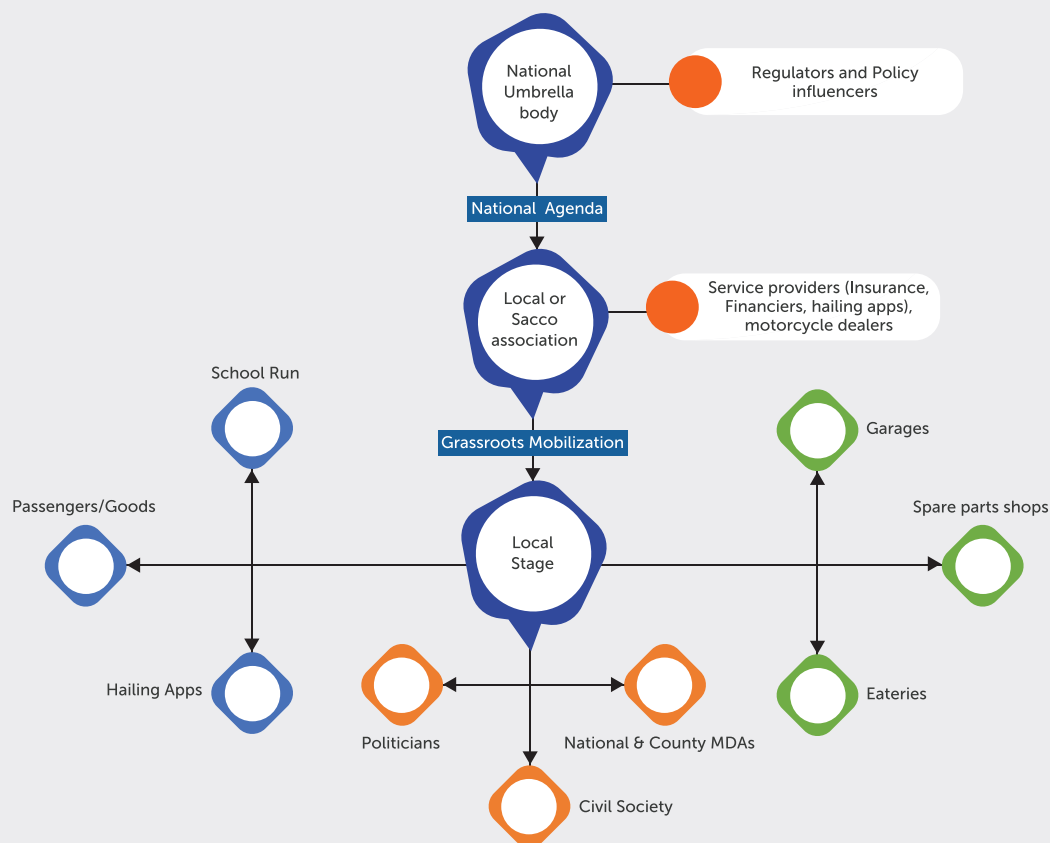 National
Umbrella
body
Regulators and Policy
influencers
National Agenda
Local or
Sacco
association
Service providers (Insurance,
Financiers, hailing apps),
motorcycle dealers
School Run
Grassroots Mobilization
Garages
Passengers/Goods
Spare parts shops
Local
Stage
Hailing Apps
Eateries
Politicians
National & County MDAs
Civil Society